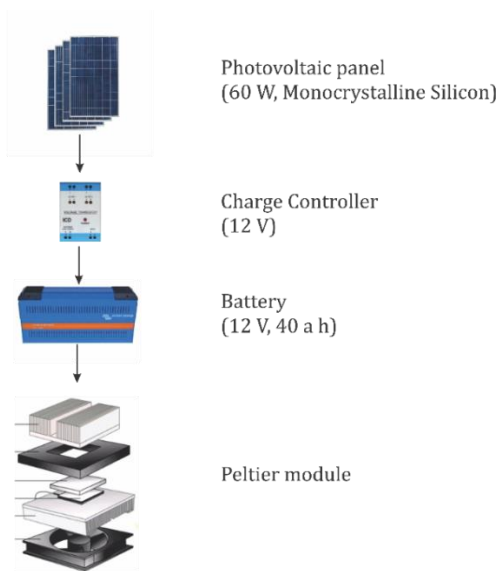 Photovoltaic panel
(60 W, Monocrystalline Silicon)
Charge Controller
(12 V)
Battery
(12 V, 40 a h)
Peltier module